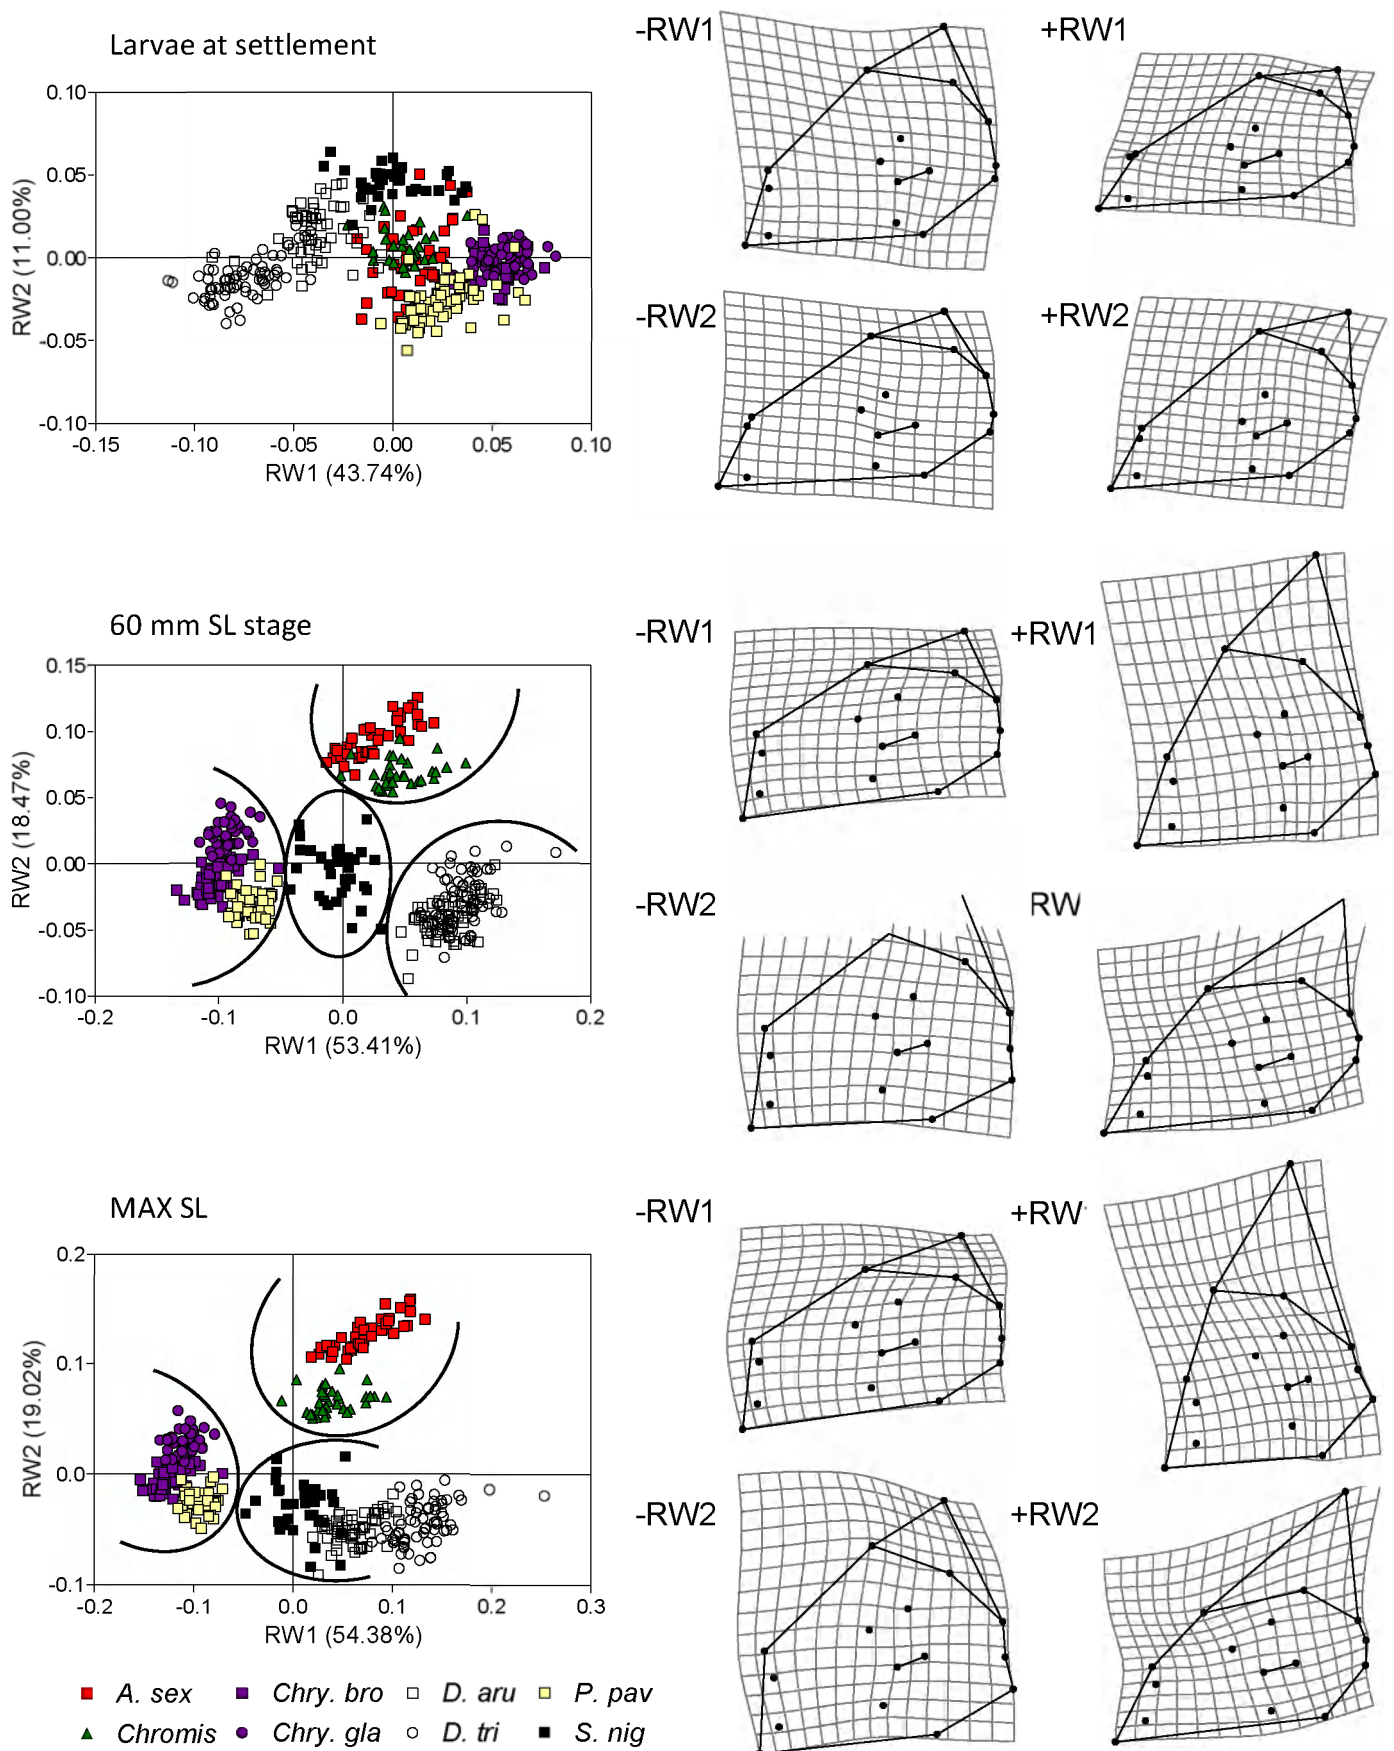 Larvae at settlement
-RW1
+RW1
0.10
0.05
0.00
-0.05
-0.10
RW2 (11.00%)
-0.15
-0.10
-0.05
0.00
0.05
0.10
RW1 (43.74%)
-RW2
+RW2
60 mm SL stage
-RW1
+RW1
0.15
0.10
0.05
0.00
-0.05
-0.10
RW2 (18.47%)
-0.2
-0.1
0.0
0.1
0.2
RW1 (53.41%)
-RW2
RW
MAX SL
-RW1
+RW
0.2
0.1
0.0
-0.1
RW2 (19.02%)
-0.2
-0.1
0.0
0.1
0.2
0.3
RW1 (54.38%)
-RW2
+RW2
A. sex
Chry. bro
D. aru
P. pav
Chromis
Chry. gla
D. tri
S. nig